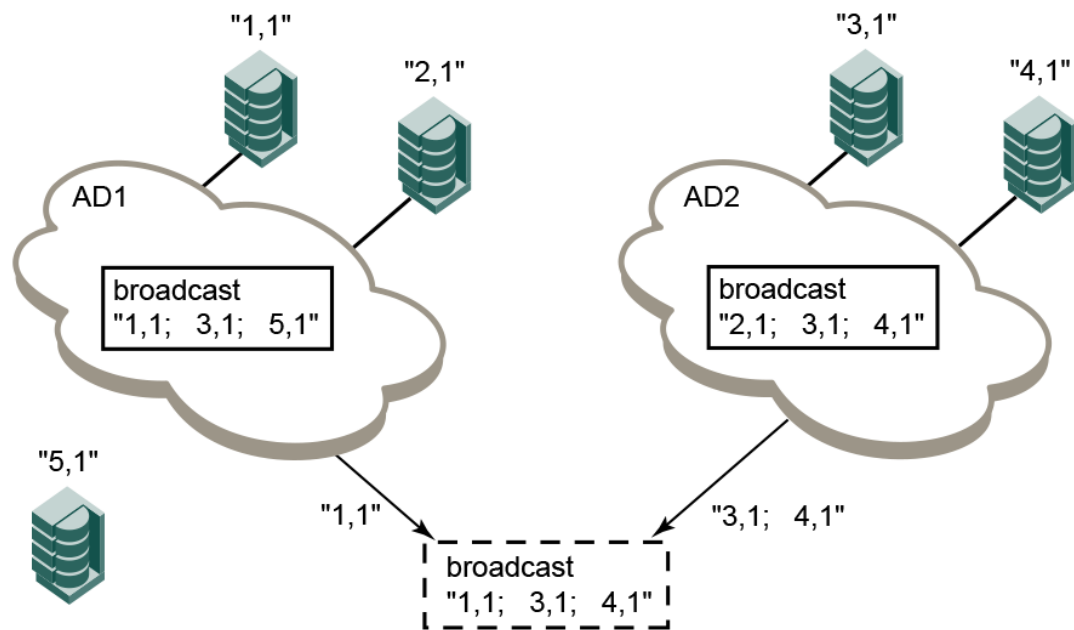 "1,1"
"2,1"
"3,1"
"4,1"
AD1
broadcast
"1,1; 3,1; 5,1"
AD2
broadcast
"2,1; 3,1; 4,1"
"5,1"
"1,1"
"3,1; 4,1"
broadcast
"1,1; 3,1; 4,1"